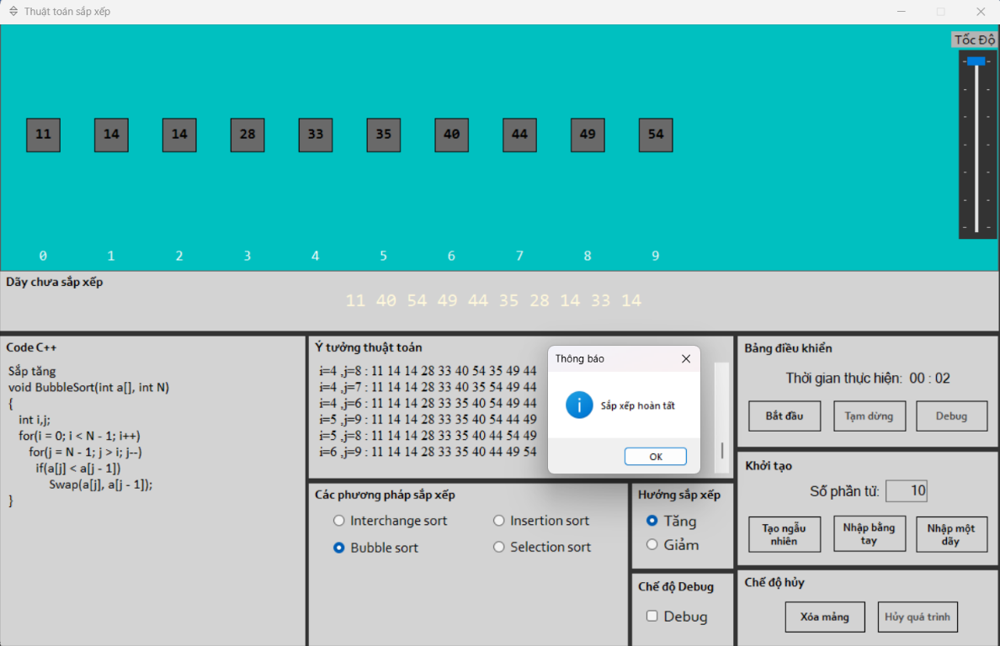 Thuật toán sắp xếp
Tốc Độ
11 14 14 28 33 35 40 44 49 54
0 1 2 3 4 5 6 7 8 9
Dãy chưa sắp xếp
11 40 54 49 44 35 28 14 33 14
Code C++
Sắp tăng
void BubbleSort(int a[], int N)
{
int i,j;
for(i = 0; i < N - 1; i++)
for(j = N - 1; j > i; j--)
if(a[j] < a[j - 1])
Swap(a[j], a[j - 1]);
}
Ý tưởng thuật toán
i=4 ,j=8 : 11 14 14 28 33 40 54 35 49 44
i=4 ,j=7 : 11 14 14 28 33 40 35 54 49 44
i=4 ,j=6 : 11 14 14 28 33 35 40 54 49 44
i=5 ,j=9 : 11 14 14 28 33 35 40 54 44 49
i=5 ,j=8 : 11 14 14 28 33 35 40 44 54 49
i=6 ,j=9 : 11 14 14 28 33 35 40 44 49 54
Thông báo
Sắp xếp hoàn tất
OK
Các phương pháp sắp xếp
Interchange sort
Insertion sort
Bubble sort
Selection sort
Hướng sắp xếp
Tăng
Giảm
Chế độ Debug
Debug
Bảng điều khiển
Thời gian thực hiện: 00 : 02
Bắt đầu
Tạm dừng
Debug
Khởi tạo
Số phần tử: 10
Tạo ngẫu
nhiên
Nhập bằng
tay
Nhập một
dãy
Chế độ hủy
Xóa mảng
Hủy quá trình